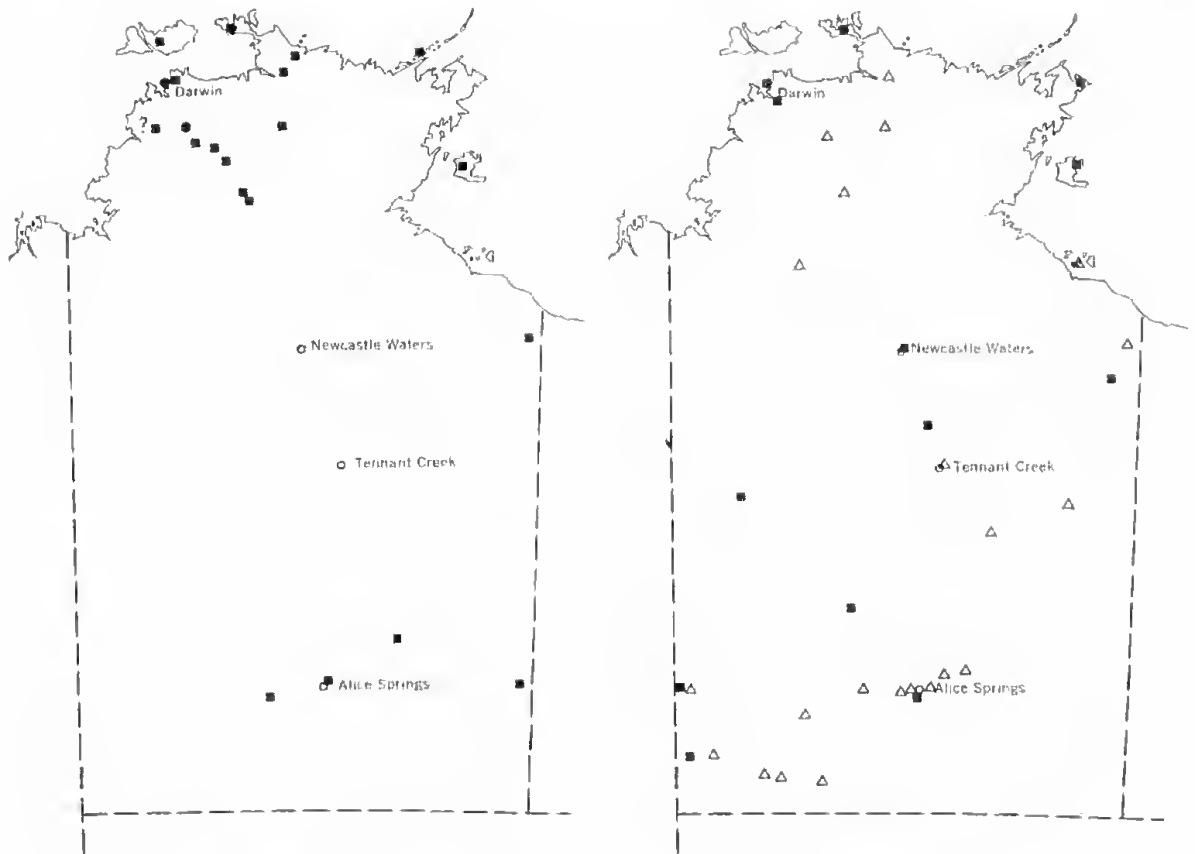 Darwin
?
Newcastle Waters
Tennant Creek
Alice Springs
Darwin
Newcastle Waters
Tennant Creek
Alice Springs